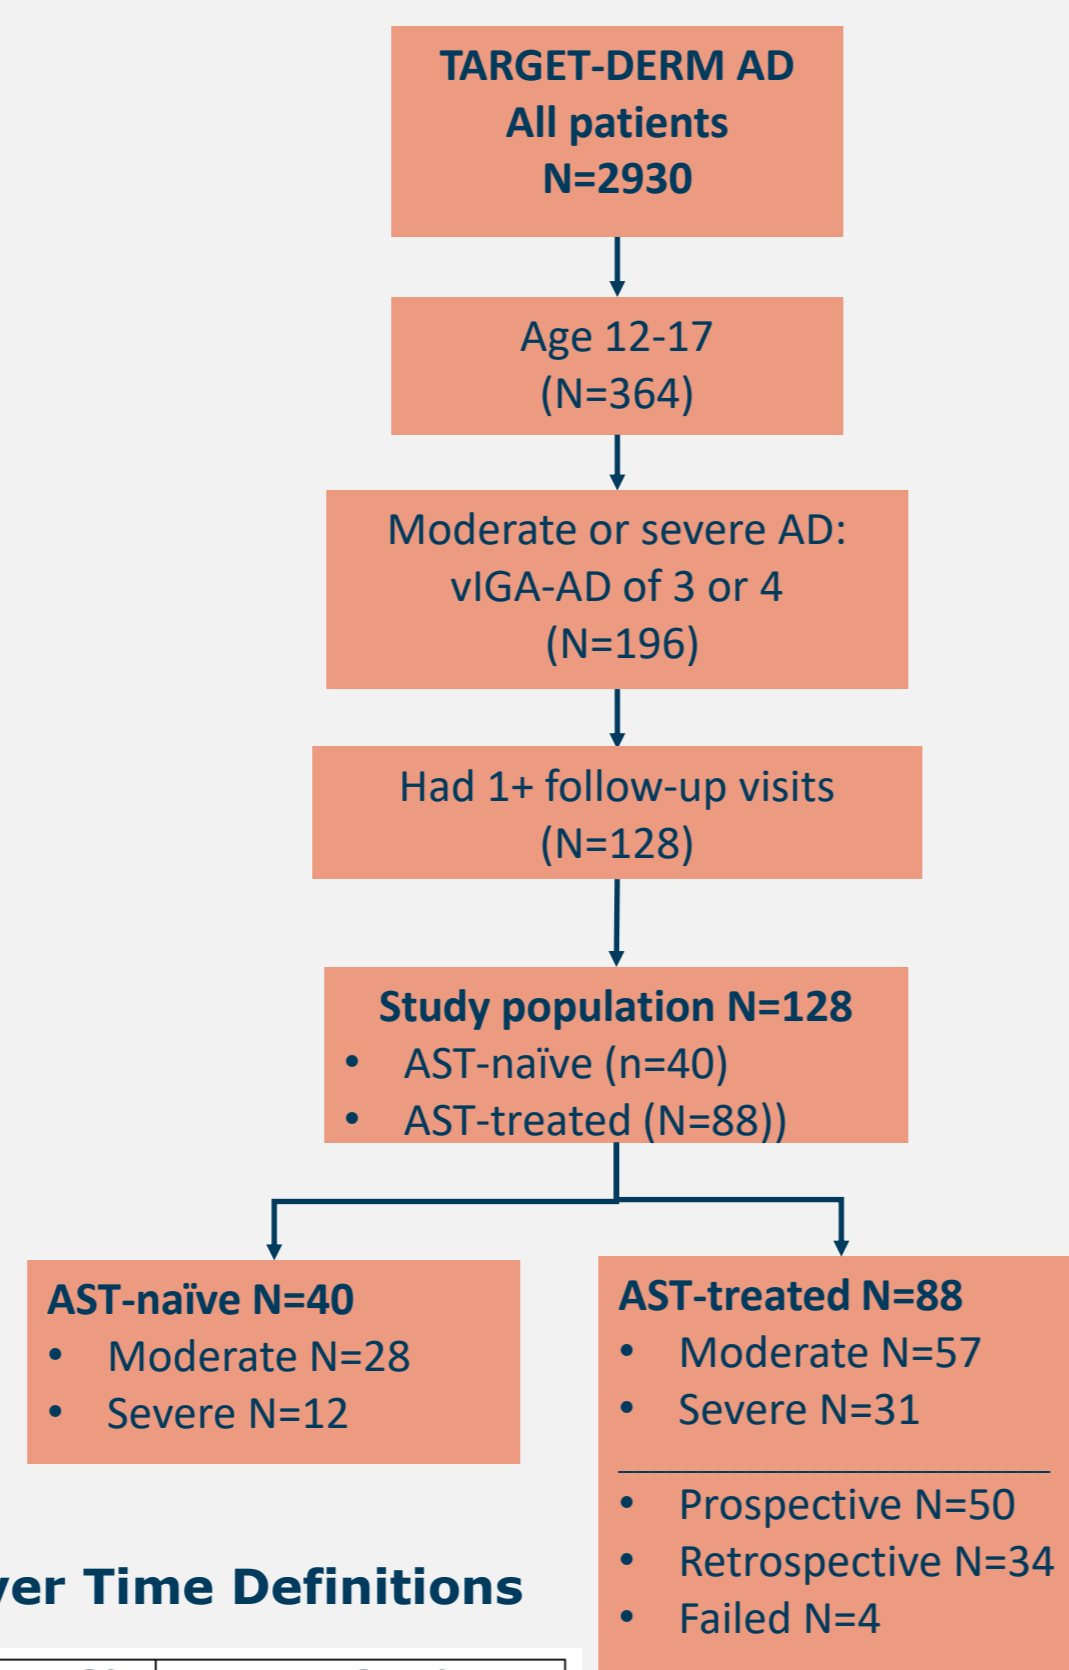 TARGET-DERM AD
All patients
N=2930
Age 12-17
(N=364)
Moderate or severe AD:
vIGA-AD of 3 or 4
(N=196)
Had 1+ follow-up visits
(N=128)
Study population N=128
• AST-naïve (n=40)
• AST-treated (N=88))
AST-naïve N=40
• Moderate N=28
• Severe N=12
AST-treated N=88
• Moderate N=57
• Severe N=31
• Prospective N=50
• Retrospective N=34
• Failed N=4
Time Definitions